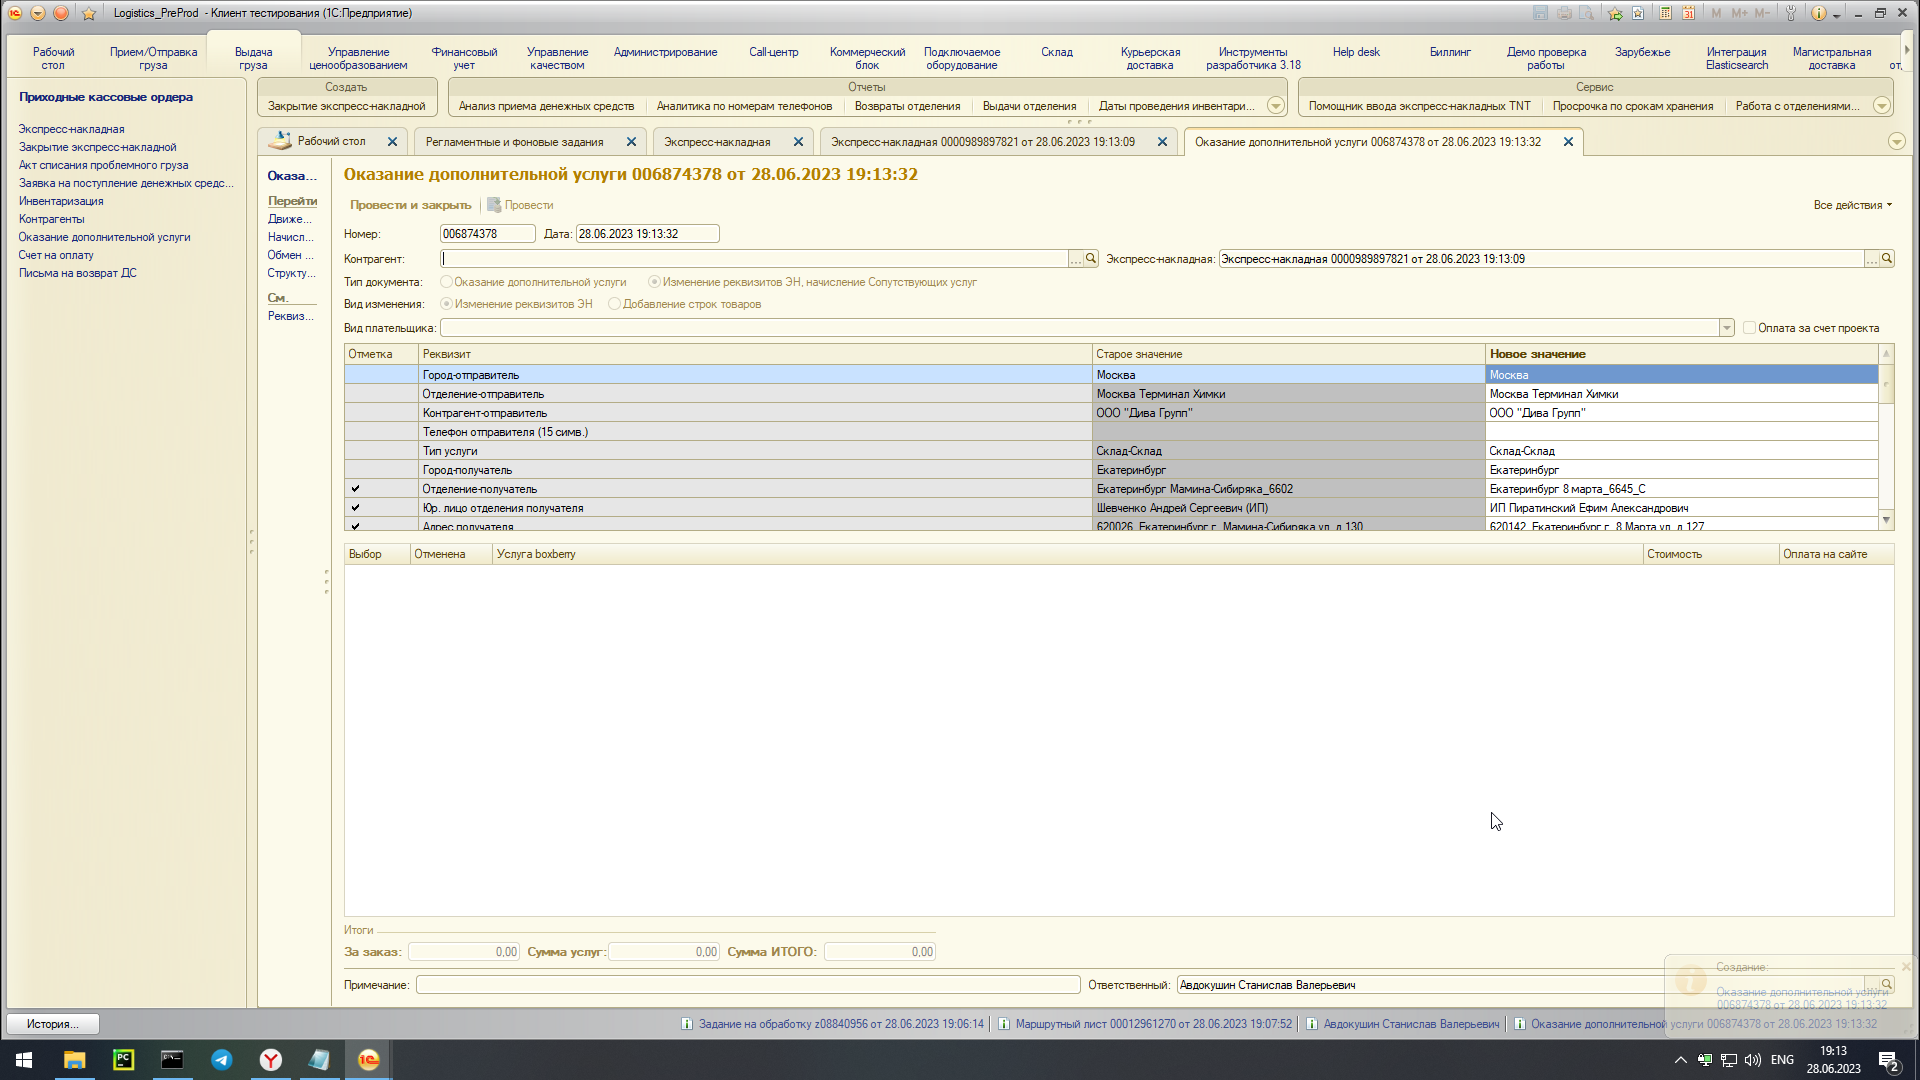 Logistics_PreProd - Клиент тестирования (1С:Предприятие)
M M+ M-
Рабочий стол
Прием/Отправка груза
Выдача груза
Управление ценообразованием
Финансовый учет
Управление качеством
Администрирование
Call-центр
Коммерческий блок
Подключаемое оборудование
Склад
Курьерская доставка
Инструменты разработчика 3.18
Help desk
Биллинг
Демо проверка работы
Зарубежье
Интеграция Elasticsearch
Магистральная доставка
Приходные кассовые ордера
Экспресс-накладная
Закрытие экспресс-накладной
Акт списания проблемного груза
Заявка на поступление денежных средс...
Инвентаризация
Контрагенты
Оказание дополнительной услуги
Счет на оплату
Письма на возврат ДС
Создать
Закрытие экспресс-накладной
Отчеты
Анализ приема денежных средств Аналитика по номерам телефонов Возвраты отделения Выдачи отделения Даты проведения инвентари...
Сервис
Помощник ввода экспресс-накладных TNT Просрочка по срокам хранения Работа с отделениями...
Рабочий стол
Регламентные и фоновые задания
Экспресс-накладная
Экспресс-накладная 0000989897821 от 28.06.2023 19:13:09
Оказание дополнительной услуги 006874378 от 28.06.2023 19:13:32
Оказа...
Перейти
Движе...
Начисл...
Обмен ...
Структу...
См.
Реквиз...
Оказание дополнительной услуги 006874378 от 28.06.2023 19:13:32
Провести и закрыть Провести Все действия
Номер: 006874378 Дата: 28.06.2023 19:13:32
Контрагент: ... Экспресс-накладная: Экспресс-накладная 0000989897821 от 28.06.2023 19:13:09 ...
Тип документа: Оказание дополнительной услуги Изменение реквизитов ЭН, начисление Сопутствующих услуг
Вид изменения: Изменение реквизитов ЭН Добавление строк товаров
Вид плательщика: Оплата за счет проекта
Отметка Реквизит Старое значение Новое значение
Город-отправитель Москва Москва
Отделение-отправитель Москва Терминал Химки Москва Терминал Химки
Контрагент-отправитель ООО "Дива Групп" ООО "Дива Групп"
Телефон отправителя (15 симв.)
Тип услуги Склад-Склад Склад-Склад
Город-получатель Екатеринбург Екатеринбург
Отделение-получатель Екатеринбург Мамина-Сибиряка_6602 Екатеринбург 8 марта_6645_С
Юр. лицо отделения получателя Шевченко Андрей Сергеевич (ИП) ИП Пиратинский Ефим Александрович
Адрес получателя 620026, Екатеринбург г, Мамина-Сибиряка ул, д.130 620142, Екатеринбург г, 8 Марта ул, д.127
Выбор Отменена Услуга boxberry Стоимость Оплата на сайте
Итоги
За заказ: 0,00 Сумма услуг: 0,00 Сумма ИТОГО: 0,00
Примечание: Ответственный: Авдокушин Станислав Валерьевич
Создание:
Оказание дополнительной услуги
006874378 от 28.06.2023 19:13:32
История...
Задание на обработку z08840956 от 28.06.2023 19:06:14
Маршрутный лист 00012961270 от 28.06.2023 19:07:52
Авдокушин Станислав Валерьевич
Оказание дополнительной услуги 006874378 от 28.06.2023 19:13:32
ENG
19:13
28.06.2023
2